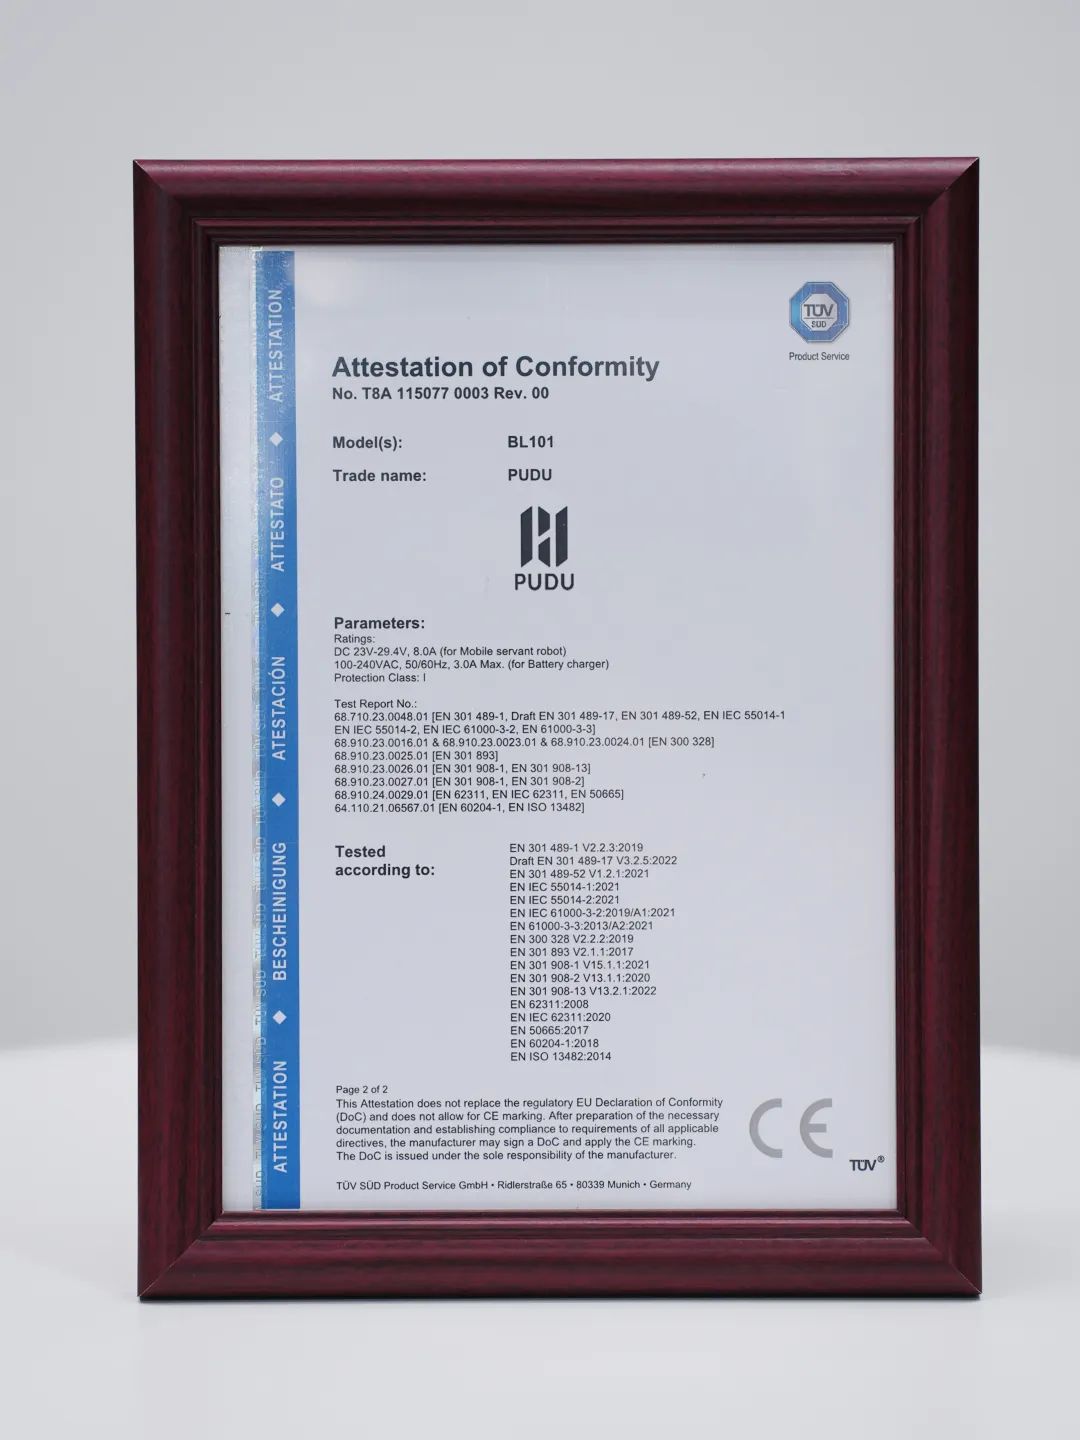 TÜV
SÜD
Product Service
Attestation of Conformity
No. T8A 115077 0003 Rev. 00
Model(s): BL101
Trade name: PUDU
PUDU
Parameters:
Ratings:
DC 23V-29.4V, 8.0A (for Mobile servant robot)
100-240VAC, 50/60Hz, 3.0A Max. (for Battery charger)
Protection Class: I
Test Report No.:
68.710.23.0048.01 [EN 301 489-1, Draft EN 301 489-17, EN 301 489-52, EN IEC 55014-1
EN IEC 55014-2, EN IEC 61000-3-2, EN 61000-3-3]
68.910.23.0016.01 & 68.910.23.0023.01 & 68.910.23.0024.01 [EN 300 328]
68.910.23.0025.01 [EN 301 893]
68.910.23.0026.01 [EN 301 908-1, EN 301 908-13]
68.910.23.0027.01 [EN 301 908-1, EN 301 908-2]
68.910.24.0029.01 [EN 62311, EN IEC 62311, EN 50665]
64.110.21.06567.01 [EN 60204-1, EN ISO 13482]
Tested
according to:
EN 301 489-1 V2.2.3:2019
Draft EN 301 489-17 V3.2.5:2022
EN 301 489-52 V1.2.1:2021
EN IEC 55014-1:2021
EN IEC 55014-2:2021
EN IEC 61000-3-2:2019/A1:2021
EN 61000-3-3:2013/A2:2021
EN 300 328 V2.2.2:2019
EN 301 893 V2.1.1:2017
EN 301 908-1 V15.1.1:2021
EN 301 908-2 V13.1.1:2020
EN 301 908-13 V13.2.1:2022
EN 62311:2008
EN IEC 62311:2020
EN 50665:2017
EN 60204-1:2018
EN ISO 13482:2014
Page 2 of 2
This Attestation does not replace the regulatory EU Declaration of Conformity
(DoC) and does not allow for CE marking. After preparation of the necessary
documentation and establishing compliance to requirements of all applicable
directives, the manufacturer may sign a DoC and apply the CE marking.
The DoC is issued under the sole responsibility of the manufacturer.
CE
TÜV®
TÜV SÜD Product Service GmbH • Ridlerstraße 65 • 80339 Munich • Germany
ATTESTATION ◆ BESCHEINIGUNG ◆ ATESTACIÓN ◆ ATTESTATO ◆ ATTESTATION